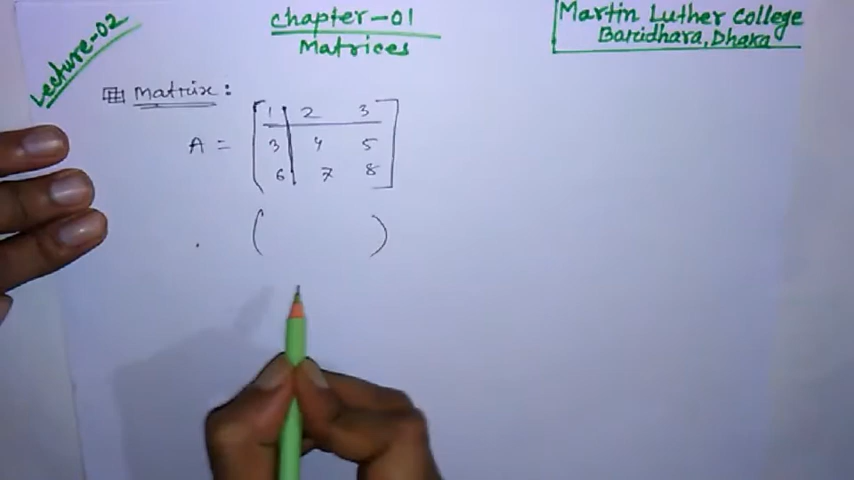 Lecture-02
Chapter-01
Matrices
Martin Luther College
Baridhara, Dhaka
Matrix:
A = [ 1 2 3
3 4 5
6 7 8 ]
( )